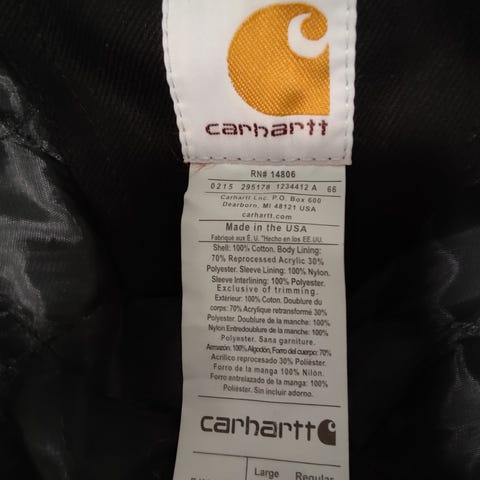 carhartt
RN# 14806
0215 295178 1234412 A 66
Carhartt Inc. P.O. Box 600
Dearborn, MI 48121 USA
carhartt.com
Made in the USA
Fabriqué aux É. U. "Hecho en los EE.UU.
Shell: 100% Cotton. Body Lining:
70% Reprocessed Acrylic 30%
Polyester. Sleeve Lining: 100% Nylon.
Sleeve Interlining: 100% Polyester.
Exclusive of trimming.
Extérieur: 100% Coton. Doublure du
corps: 70% Acrylique retransformé 30%
Polyester. Doublure de la manche: 100%
Nylon Entredoublure de la manche: 100%
Polyester. Sans garniture.
Armazón: 100% Algodón, Forro del cuerpo: 70%
Acrílico reprocesado 30% Poliéster.
Forro de la manga 100% Nilón.
Forro entrelazado de la manga: 100%
Poliéster. Sin incluir adorno.
carhartt
Large Regular